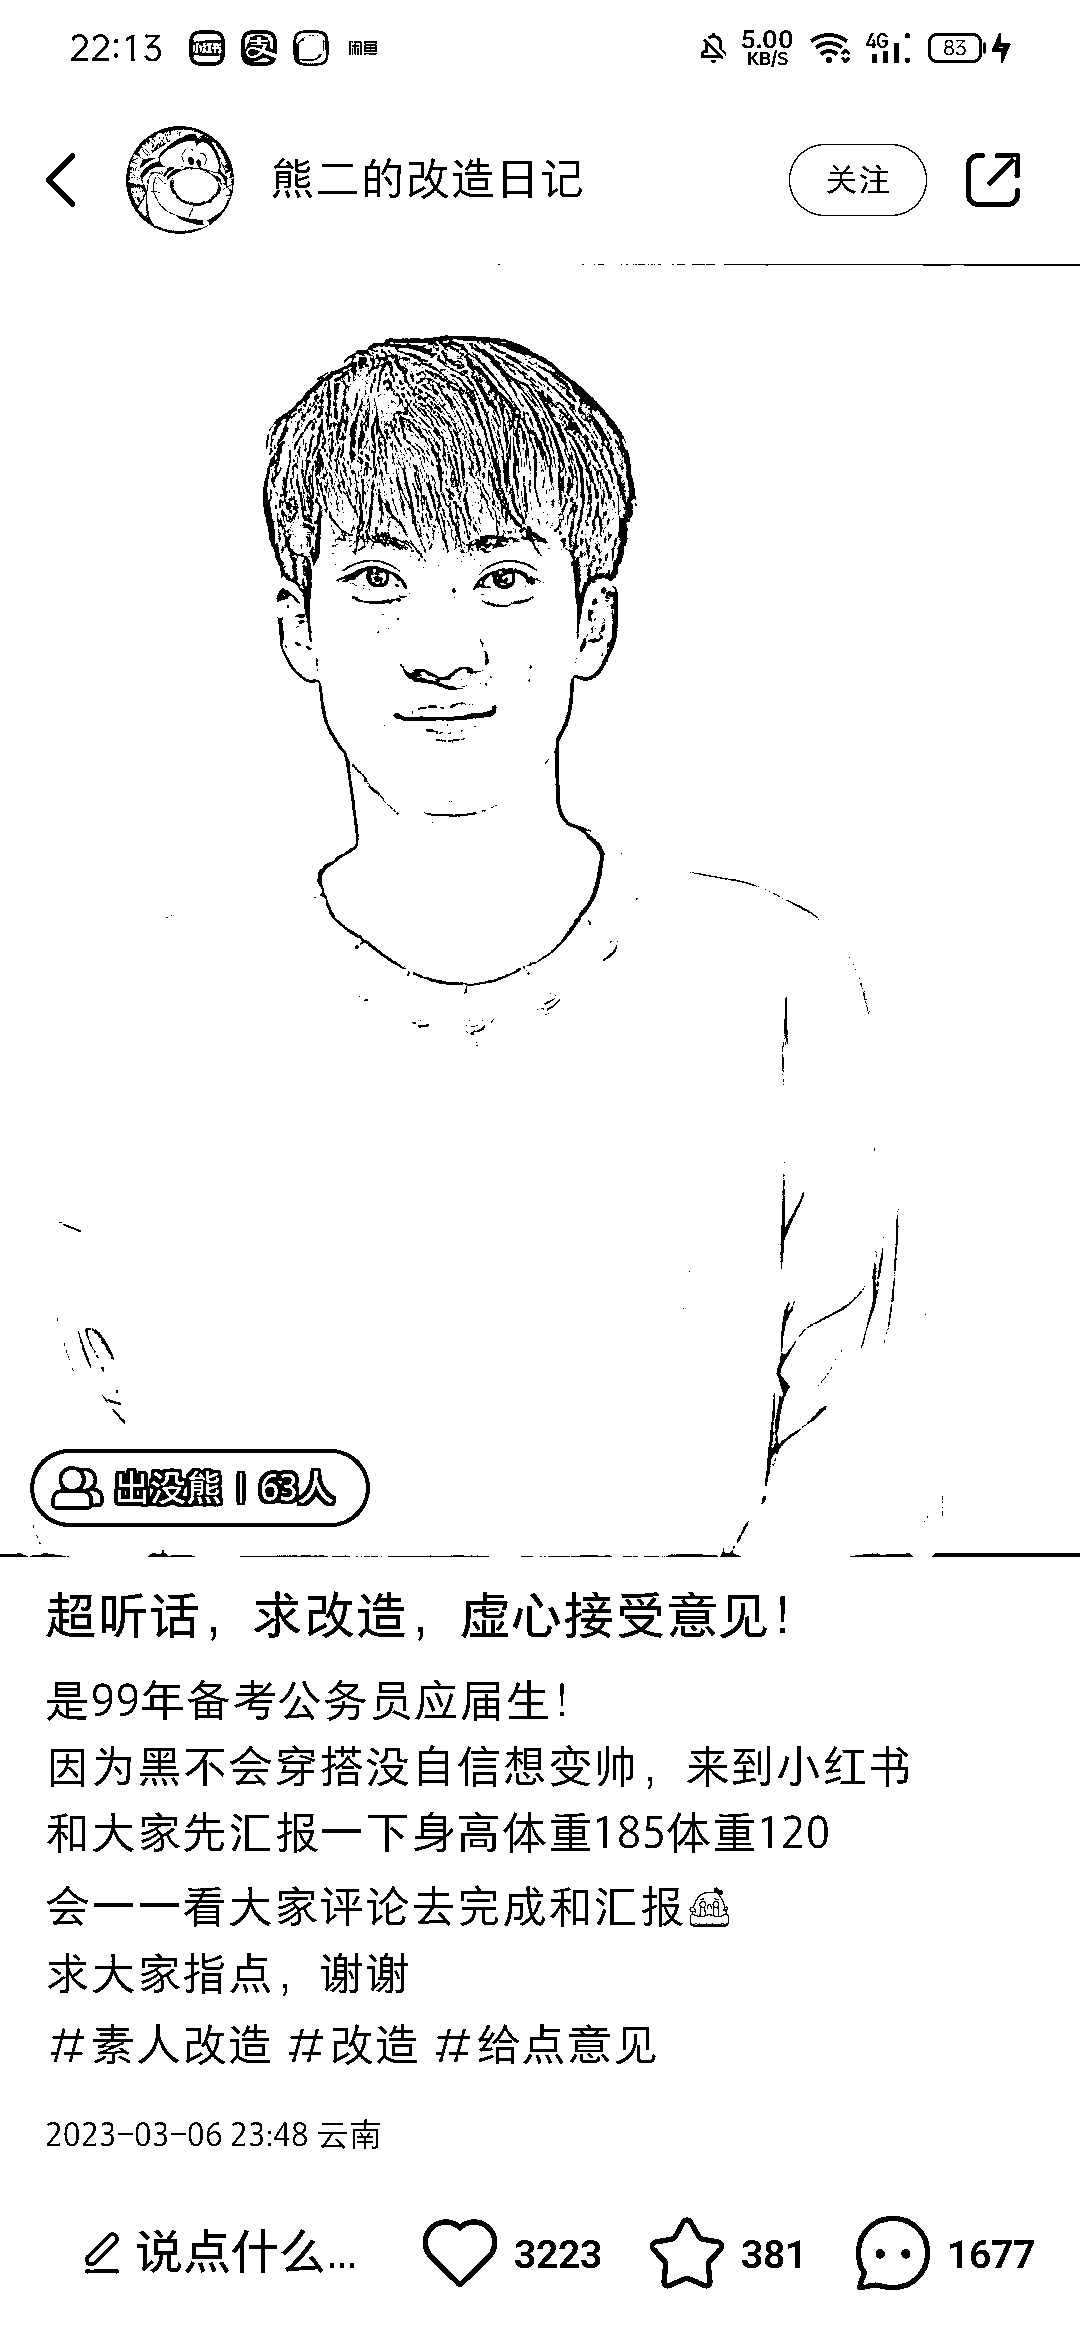 22:13 小红书 闲鱼 5.00 KB/S 4G 83
熊二的改造日记 关注
出没熊 | 63人
超听话，求改造，虚心接受意见！
是99年备考公务员应届生！
因为黑不会穿搭没自信想变帅，来到小红书
和大家先汇报一下身高体重185体重120
会一一看大家评论去完成和汇报
求大家指点，谢谢
#素人改造 #改造 #给点意见
2023-03-06 23:48 云南
说点什么... 3223 381 1677